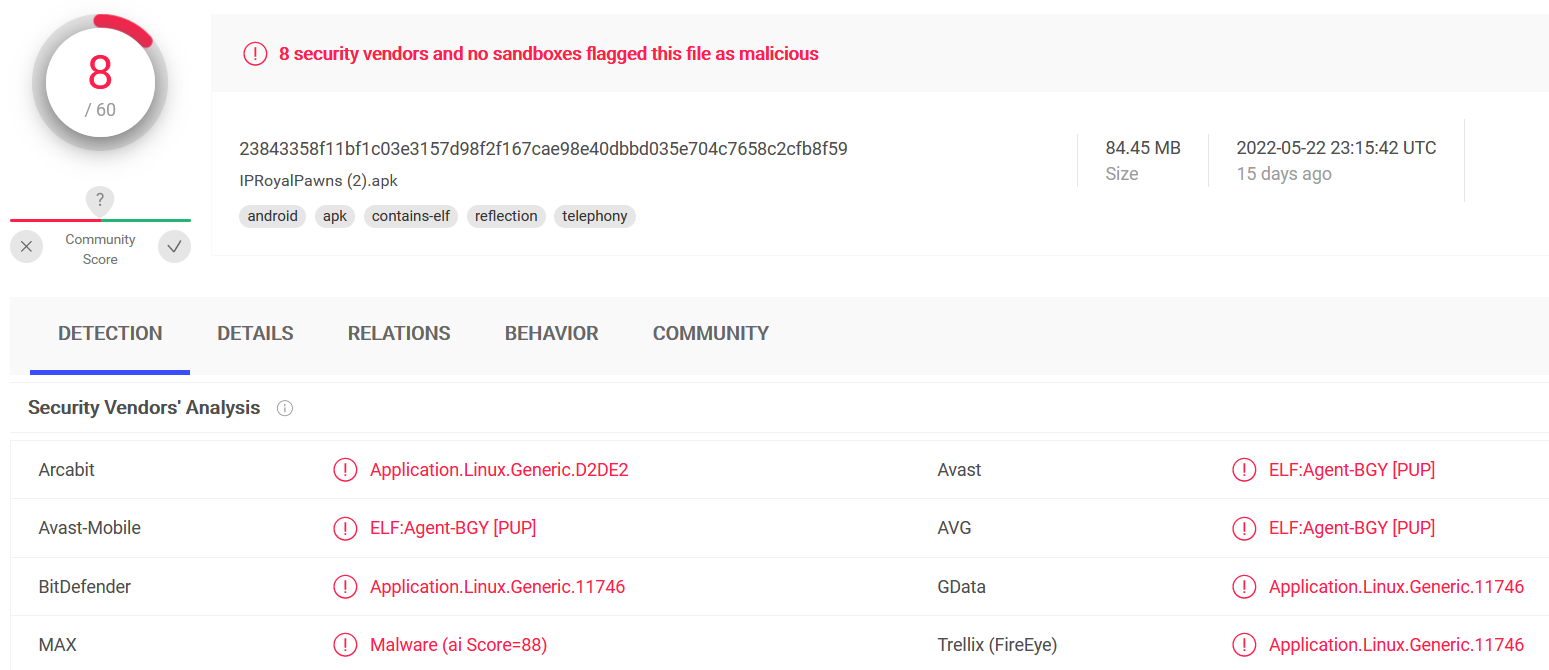 8
/ 60
?
Community
Score
8 security vendors and no sandboxes flagged this file as malicious
23843358f11bf1c03e3157d98f2f167cae98e40dbbd035e704c7658c2cfb8f59
IPRoyalPawns (2).apk
android apk contains-elf reflection telephony
84.45 MB
Size
2022-05-22 23:15:42 UTC
15 days ago
DETECTION DETAILS RELATIONS BEHAVIOR COMMUNITY
Security Vendors' Analysis
Arcabit Application.Linux.Generic.D2DE2 Avast ELF:Agent-BGY [PUP]
Avast-Mobile ELF:Agent-BGY [PUP] AVG ELF:Agent-BGY [PUP]
BitDefender Application.Linux.Generic.11746 GData Application.Linux.Generic.11746
MAX Malware (ai Score=88) Trellix (FireEye) Application.Linux.Generic.11746